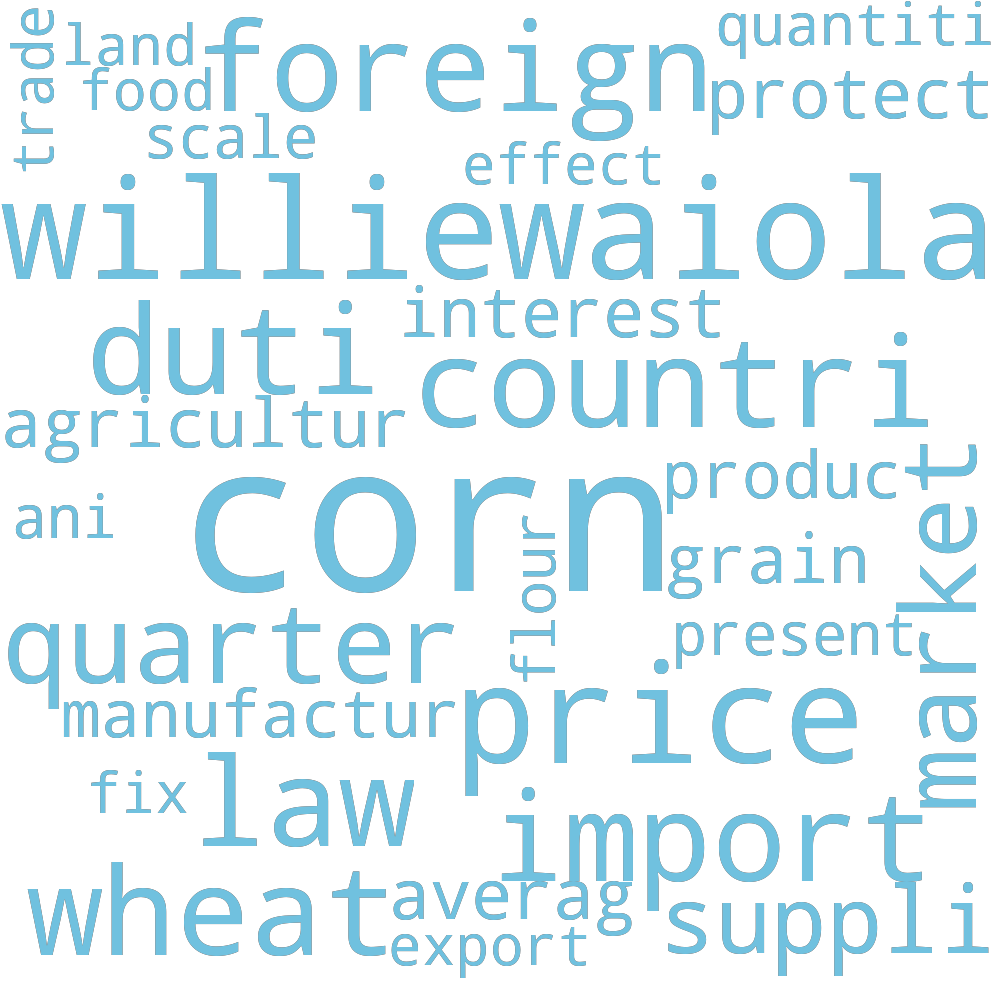 trade
land
foreign
quantiti
food
protect
scale
effect
williewaiola
interest
duti
countri
agricultur
market
corn
produc
ani
flour
grain
quarter
present
manufactur
price
fix
law
import
wheat
averag
suppli
export